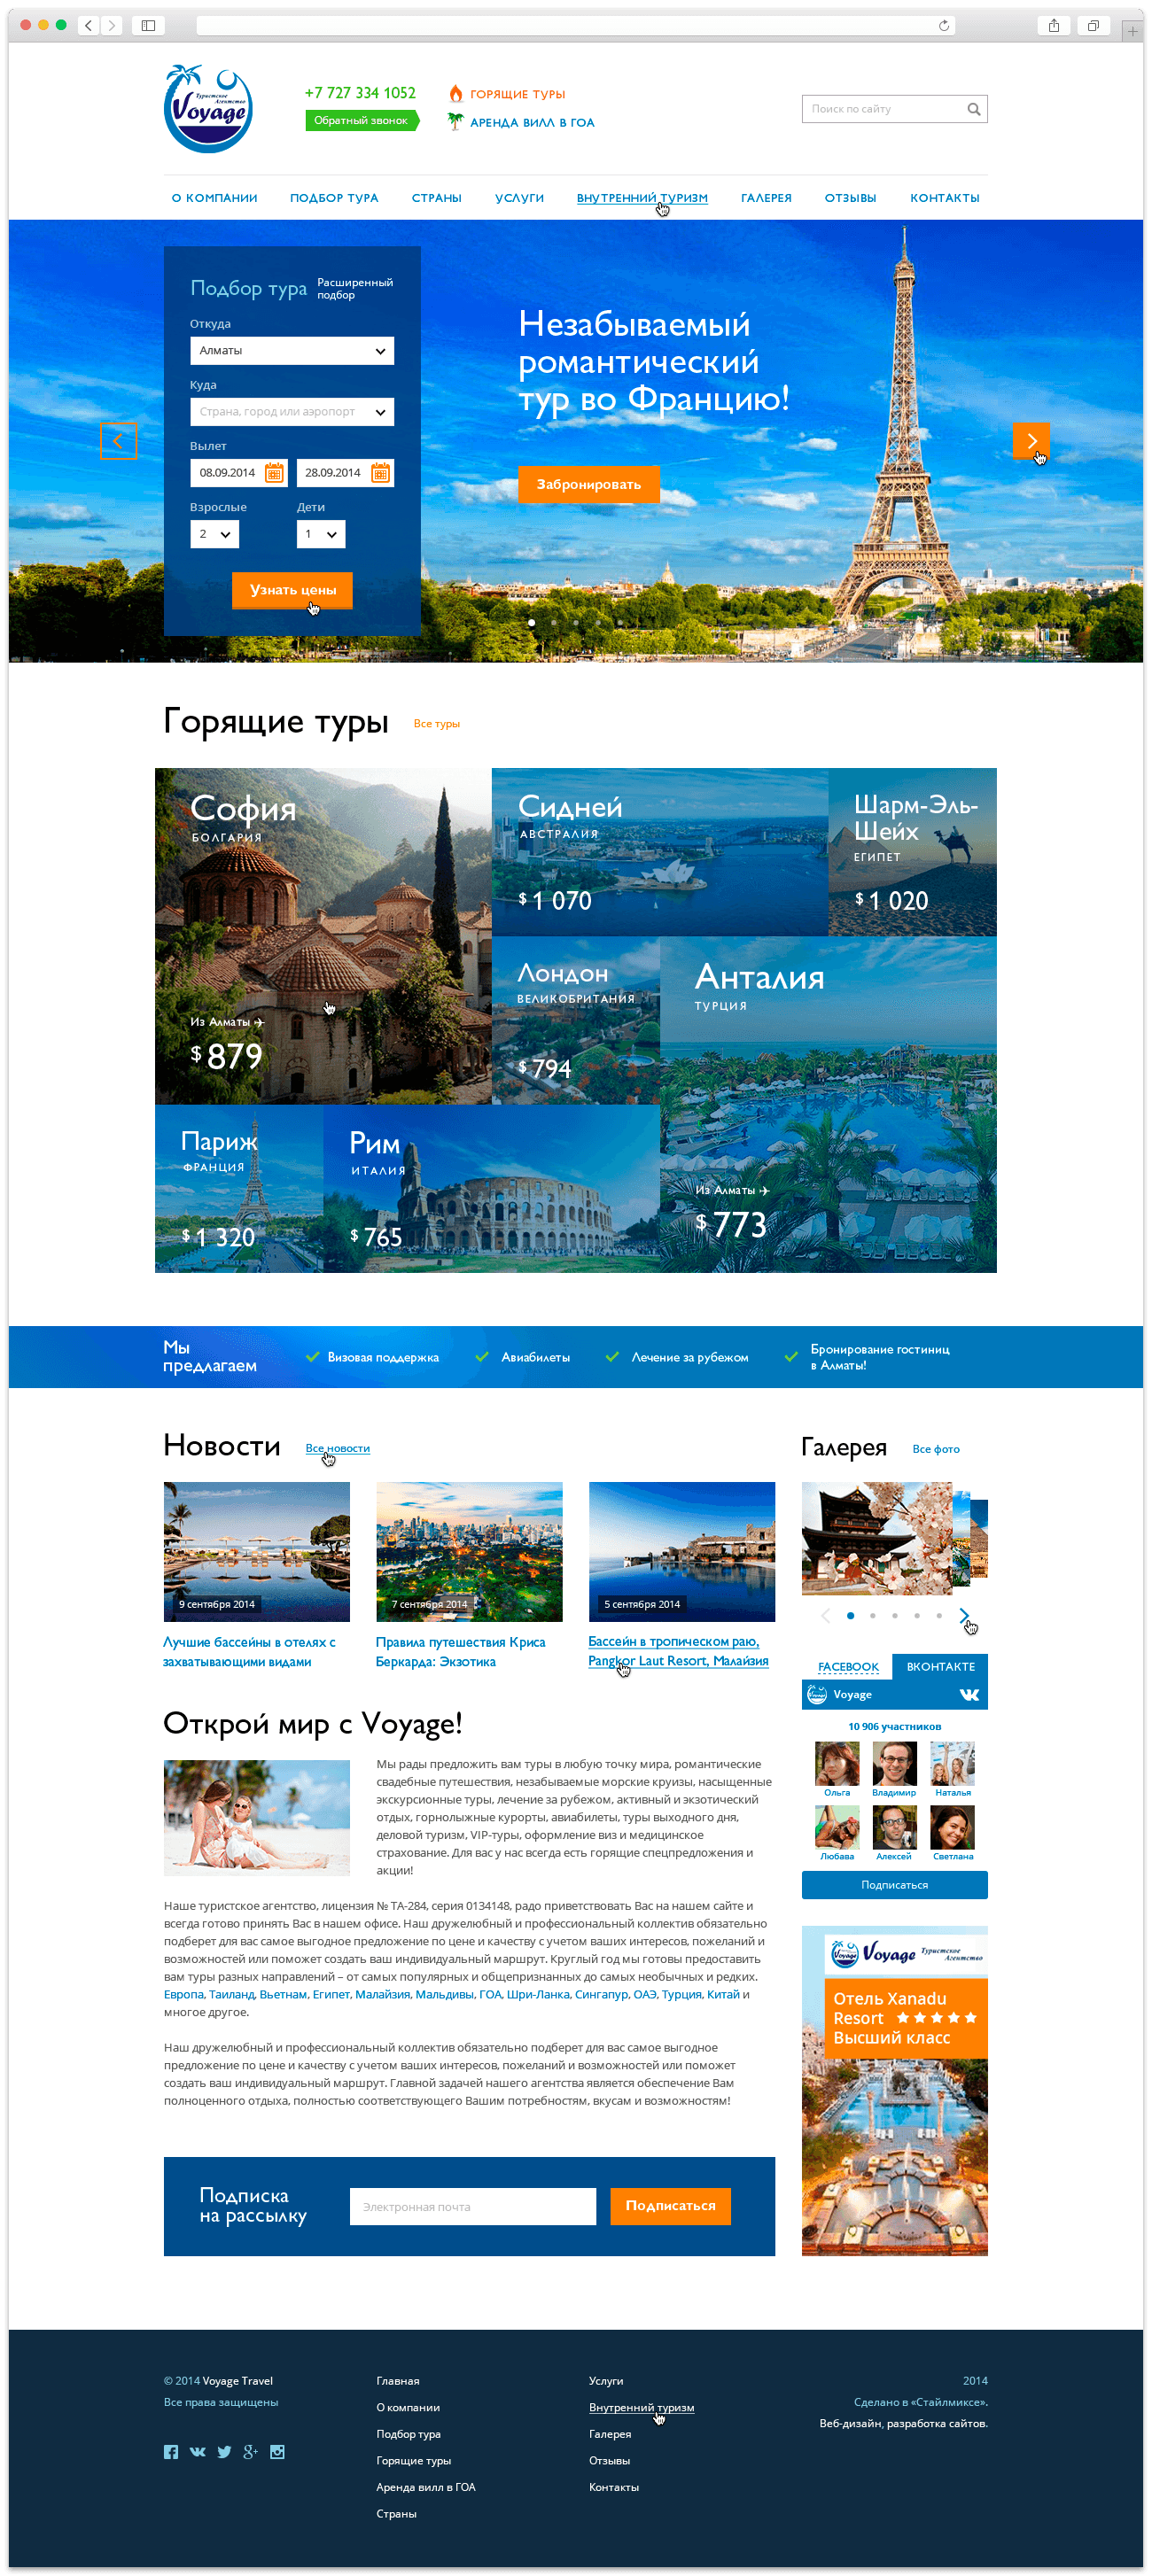 Туристское
Агентство
Voyage
+7 727 334 1052
Обратный звонок
ГОРЯЩИЕ ТУРЫ
АРЕНДА ВИЛЛ В ГОА
Поиск по сайту
О КОМПАНИИ ПОДБОР ТУРА СТРАНЫ УСЛУГИ ВНУТРЕННИЙ ТУРИЗМ ГАЛЕРЕЯ ОТЗЫВЫ КОНТАКТЫ
Подбор тура
Расширенный
подбор
Откуда
Алматы
Куда
Страна, город или аэропорт
Вылет
08.09.2014 28.09.2014
Взрослые Дети
2 1
Узнать цены
Незабываемый
романтический
тур во Францию!
Забронировать
Горящие туры Все туры
София
БОЛГАРИЯ
Из Алматы
$ 879
Сидней
АВСТРАЛИЯ
$ 1 070
Шарм-Эль-
Шейх
ЕГИПЕТ
$ 1 020
Лондон
ВЕЛИКОБРИТАНИЯ
$ 794
Анталия
ТУРЦИЯ
Из Алматы
$ 773
Париж
ФРАНЦИЯ
$ 1 320
Рим
ИТАЛИЯ
$ 765
Мы
предлагаем
Визовая поддержка
Авиабилеты
Лечение за рубежом
Бронирование гостиниц
в Алматы!
Новости Все новости
9 сентября 2014
Лучшие бассейны в отелях с
захватывающими видами
7 сентября 2014
Правила путешествия Криса
Беркарда: Экзотика
5 сентября 2014
Бассейн в тропическом раю,
Pangkor Laut Resort, Малайзия
Галерея Все фото
FACEBOOK ВКОНТАКТЕ
Voyage
10 906 участников
Ольга Владимир Наталья
Любава Алексей Светлана
Подписаться
Открой мир с Voyage!
Мы рады предложить вам туры в любую точку мира, романтические
свадебные путешествия, незабываемые морские круизы, насыщенные
экскурсионные туры, лечение за рубежом, активный и экзотический
отдых, горнолыжные курорты, авиабилеты, туры выходного дня,
деловой туризм, VIP-туры, оформление виз и медицинское
страхование. Для вас у нас всегда есть горящие спецпредложения и
акции!
Наше туристское агентство, лицензия № ТА-284, серия 0134148, радо приветствовать Вас на нашем сайте и
всегда готово принять Вас в нашем офисе. Наш дружелюбный и профессиональный коллектив обязательно
подберет для вас самое выгодное предложение по цене и качеству с учетом ваших интересов, пожеланий и
возможностей или поможет создать ваш индивидуальный маршрут. Круглый год мы готовы предоставить
вам туры разных направлений – от самых популярных и общепризнанных до самых необычных и редких.
Европа, Таиланд, Вьетнам, Египет, Малайзия, Мальдивы, ГОА, Шри-Ланка, Сингапур, ОАЭ, Турция, Китай и
многое другое.
Наш дружелюбный и профессиональный коллектив обязательно подберет для вас самое выгодное
предложение по цене и качеству с учетом ваших интересов, пожеланий и возможностей или поможет
создать ваш индивидуальный маршрут. Главной задачей нашего агентства является обеспечение Вам
полноценного отдыха, полностью соответствующего Вашим потребностям, вкусам и возможностям!
Voyage Туристское
Агентство
Отель Xanadu
Resort
Высший класс
Подписка
на рассылку
Электронная почта
Подписаться
© 2014 Voyage Travel
Все права защищены
Главная
О компании
Подбор тура
Горящие туры
Аренда вилл в ГОА
Страны
Услуги
Внутренний туризм
Галерея
Отзывы
Контакты
2014
Сделано в «Стайлмиксе».
Веб-дизайн, разработка сайтов.